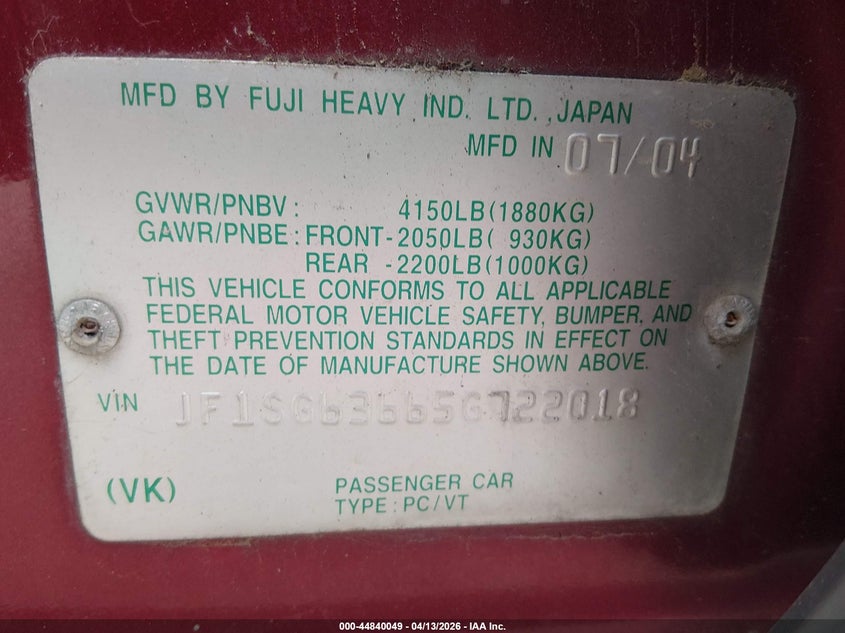 MFD BY FUJI HEAVY IND. LTD., JAPAN
MFD IN 07/04
GVWR/PNBV: 4150LB(1880KG)
GAWR/PNBE: FRONT-2050LB( 930KG)
REAR -2200LB(1000KG)
THIS VEHICLE CONFORMS TO ALL APPLICABLE
FEDERAL MOTOR VEHICLE SAFETY, BUMPER, AND
THEFT PREVENTION STANDARDS IN EFFECT ON
THE DATE OF MANUFACTURE SHOWN ABOVE.
VIN JF1SG63665G722018
(VK) PASSENGER CAR
TYPE : PC/VT
000-44840049 - 04/13/2026 - IAA Inc.